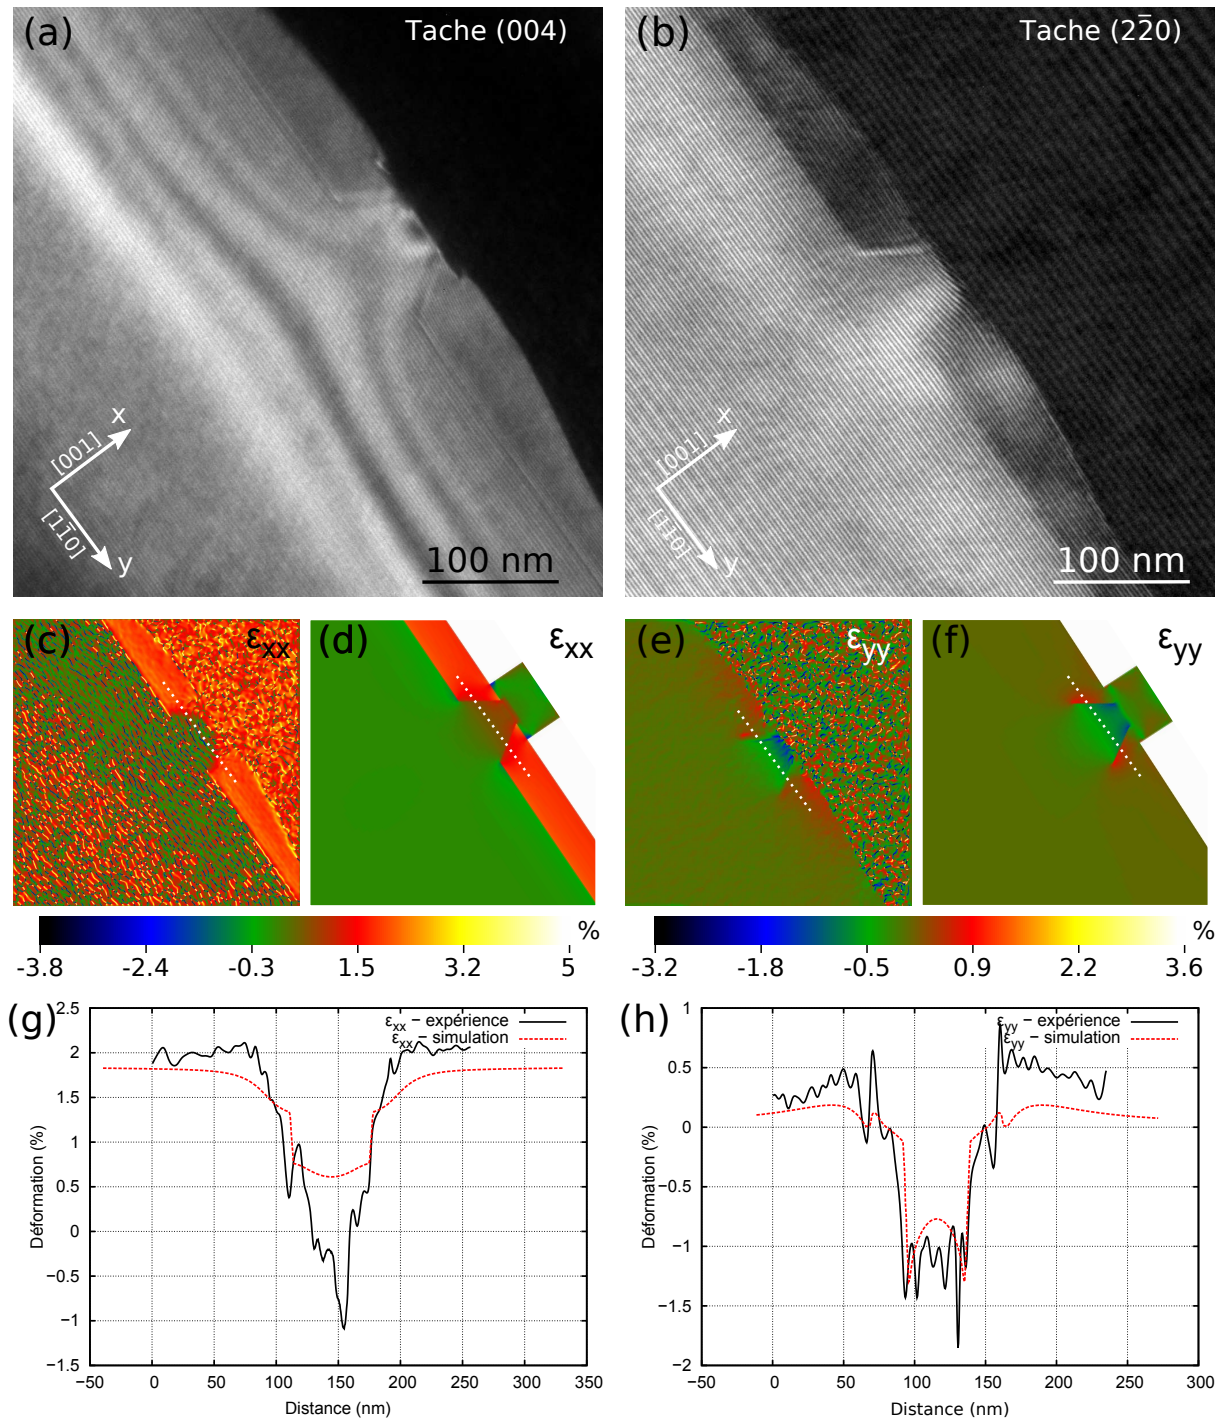 (a)
Tache (004)
x
[001]
[11̄0]
y
100 nm
(b)
Tache (22̄0)
x
[001]
[11̄0]
y
100 nm
(c)
εxx
(d)
εxx
(e)
εyy
(f)
εyy
%
-3.8 -2.4 -0.3 1.5 3.2 5
%
-3.2 -1.8 -0.5 0.9 2.2 3.6
(g)
εxx − expérience
εxx − simulation
2.5
2
1.5
1
0.5
0
−0.5
−1
−1.5
Déformation (%)
−50 0 50 100 150 200 250 300 350
Distance (nm)
(h)
εyy − expérience
εyy − simulation
1
0.5
0
−0.5
−1
−1.5
−2
Déformation (%)
−50 0 50 100 150 200 250 300
Distance (nm)